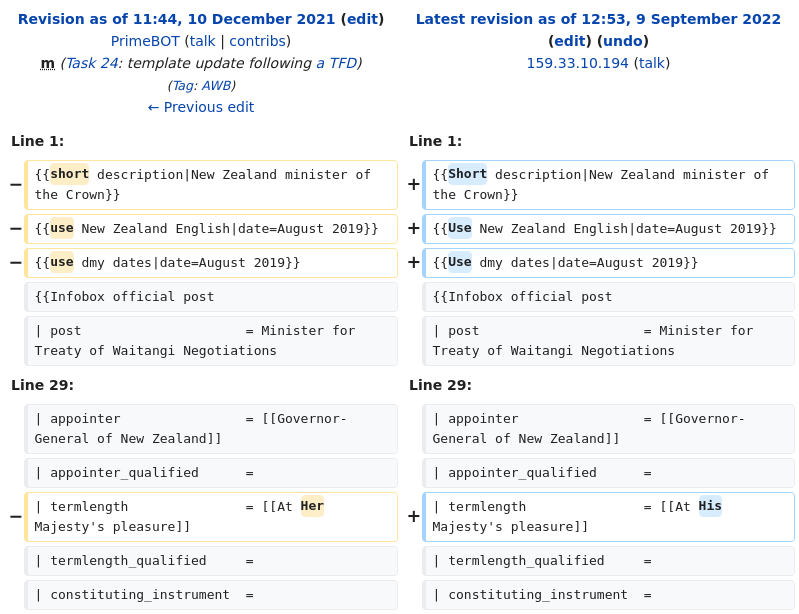 Revision as of 11:44, 10 December 2021 (edit)
PrimeBOT (talk | contribs)
m (Task 24: template update following a TFD)
(Tag: AWB)
← Previous edit
Latest revision as of 12:53, 9 September 2022
(edit) (undo)
159.33.10.194 (talk)
Line 1:
Line 1:
− {{short description|New Zealand minister of
the Crown}}
+ {{Short description|New Zealand minister of
the Crown}}
− {{use New Zealand English|date=August 2019}}
+ {{Use New Zealand English|date=August 2019}}
− {{use dmy dates|date=August 2019}}
+ {{Use dmy dates|date=August 2019}}
{{Infobox official post
{{Infobox official post
| post                     = Minister for
Treaty of Waitangi Negotiations
| post                     = Minister for
Treaty of Waitangi Negotiations
Line 29:
Line 29:
| appointer                = [[Governor-
General of New Zealand]]
| appointer                = [[Governor-
General of New Zealand]]
| appointer_qualified      =
| appointer_qualified      =
− | termlength               = [[At Her
Majesty's pleasure]]
+ | termlength               = [[At His
Majesty's pleasure]]
| termlength_qualified     =
| termlength_qualified     =
| constituting_instrument  =
| constituting_instrument  =